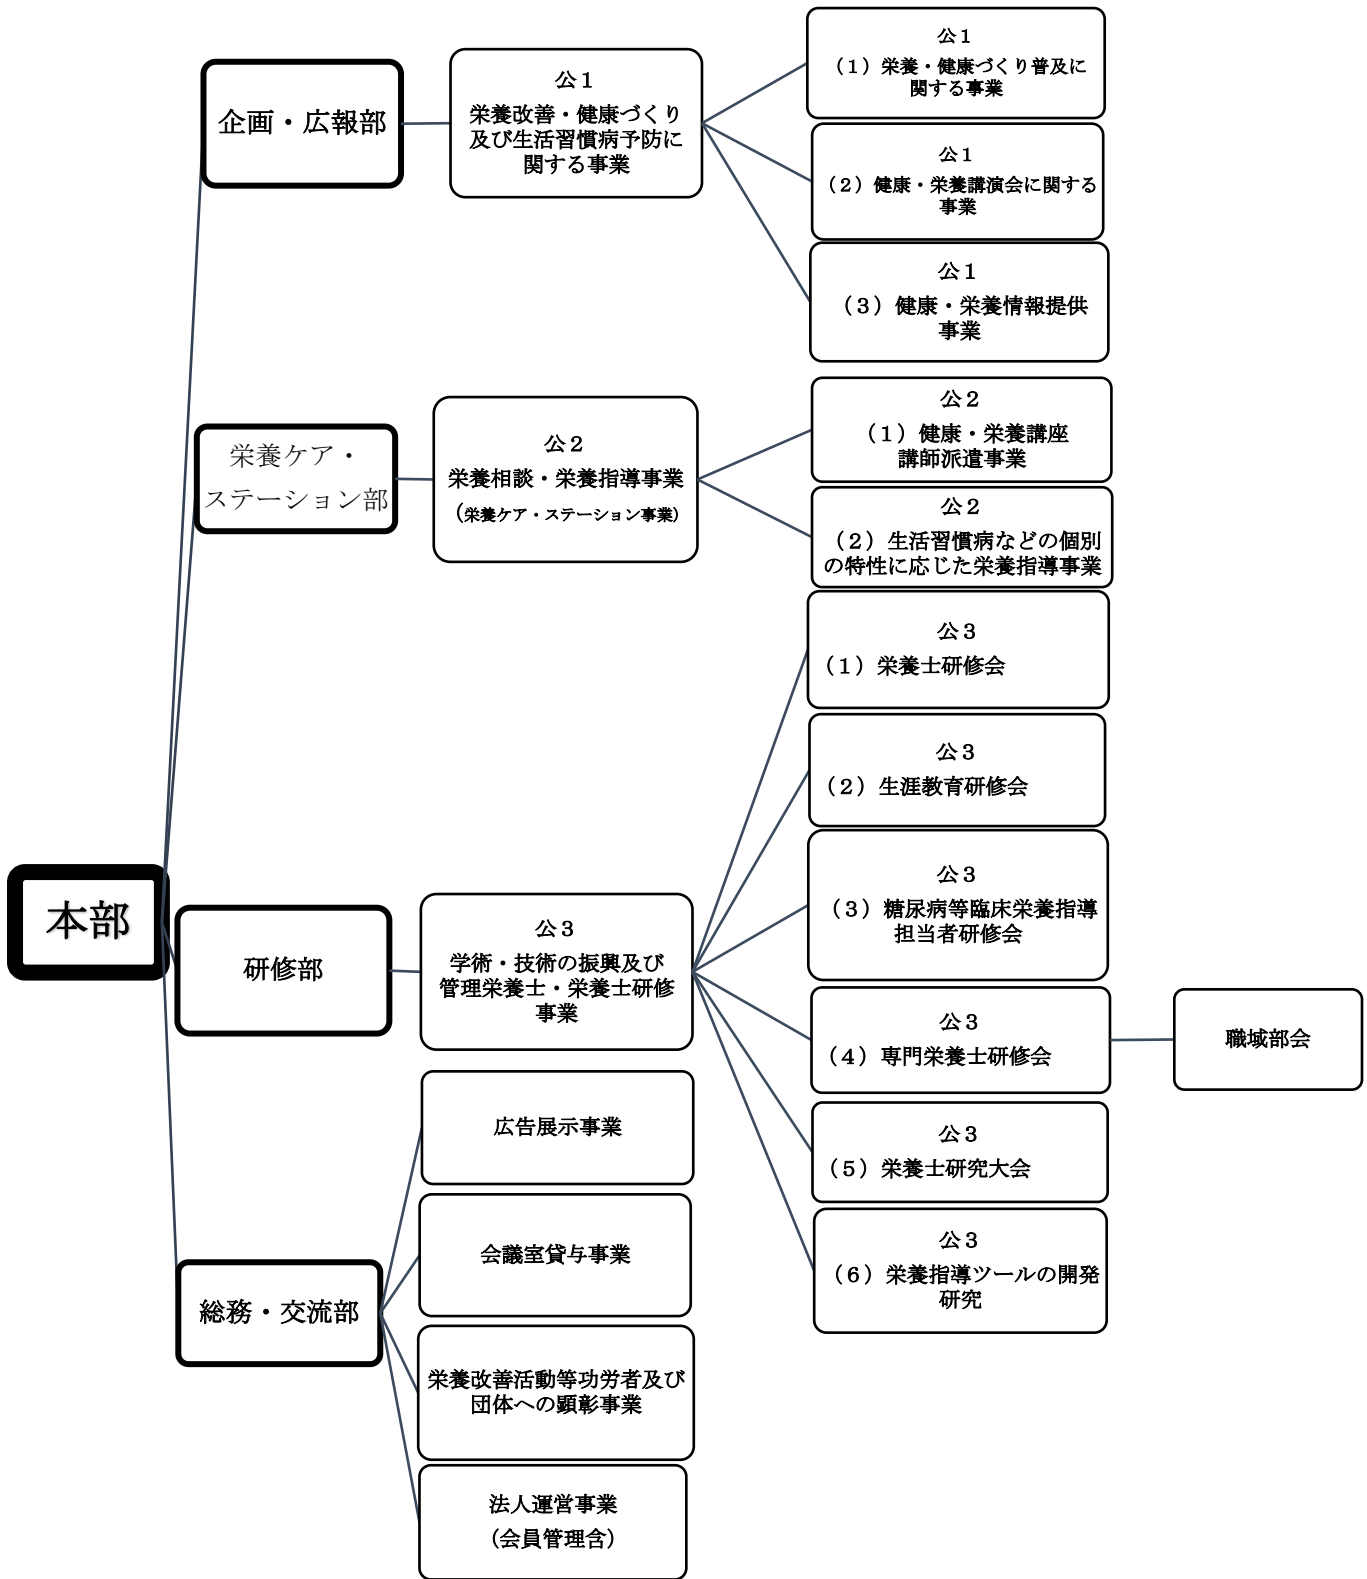 本部
企画・広報部
公１
栄養改善・健康づくり
及び生活習慣病予防に
関する事業
公１
（１）栄養・健康づくり普及に
関する事業
公１
（２）健康・栄養講演会に関する
事業
公１
（３）健康・栄養情報提供
事業
栄養ケア・
ステーション部
公２
栄養相談・栄養指導事業
（栄養ケア・ステーション事業）
公２
（１）健康・栄養講座
講師派遣事業
公２
（２）生活習慣病などの個別
の特性に応じた栄養指導事業
研修部
公３
学術・技術の振興及び
管理栄養士・栄養士研修
事業
公３
（１）栄養士研修会
公３
（２）生涯教育研修会
公３
（３）糖尿病等臨床栄養指導
担当者研修会
公３
（４）専門栄養士研修会
職域部会
公３
（５）栄養士研究大会
公３
（６）栄養指導ツールの開発
研究
総務・交流部
広告展示事業
会議室貸与事業
栄養改善活動等功労者及び
団体への顕彰事業
法人運営事業
（会員管理含）